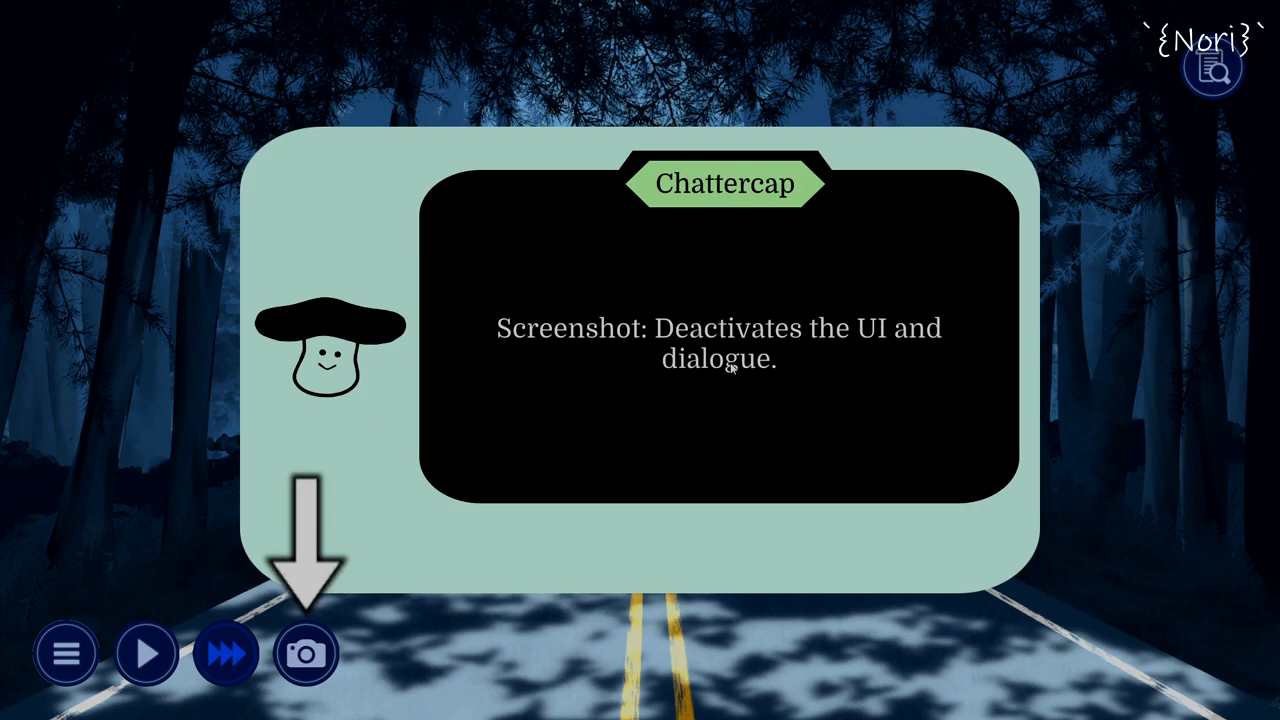 `{Nori}`
Chattercap
Screenshot: Deactivates the UI and
dialogue.